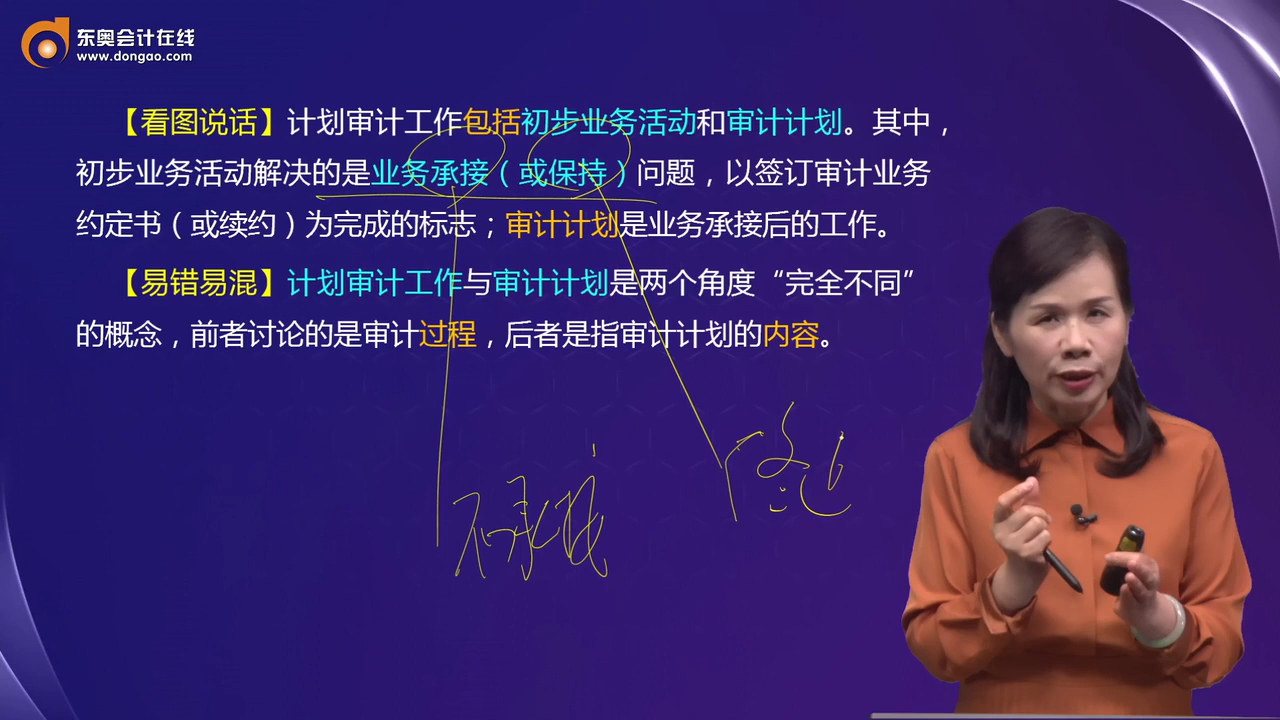 东奥会计在线
www.dongao.com
【看图说话】计划审计工作包括初步业务活动和审计计划。其中，
初步业务活动解决的是业务承接（或保持）问题，以签订审计业务
约定书（或续约）为完成的标志；审计计划是业务承接后的工作。
【易错易混】计划审计工作与审计计划是两个角度“完全不同”
的概念，前者讨论的是审计过程，后者是指审计计划的内容。
不承接